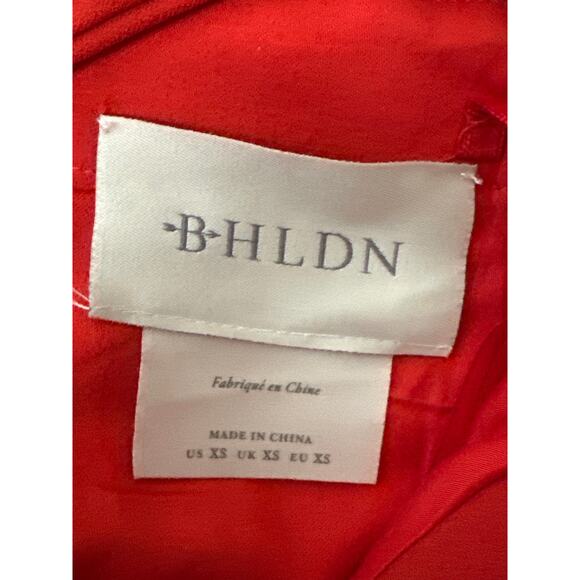 BHLDN
Fabriqué en Chine
MADE IN CHINA
US XS UK XS EU XS